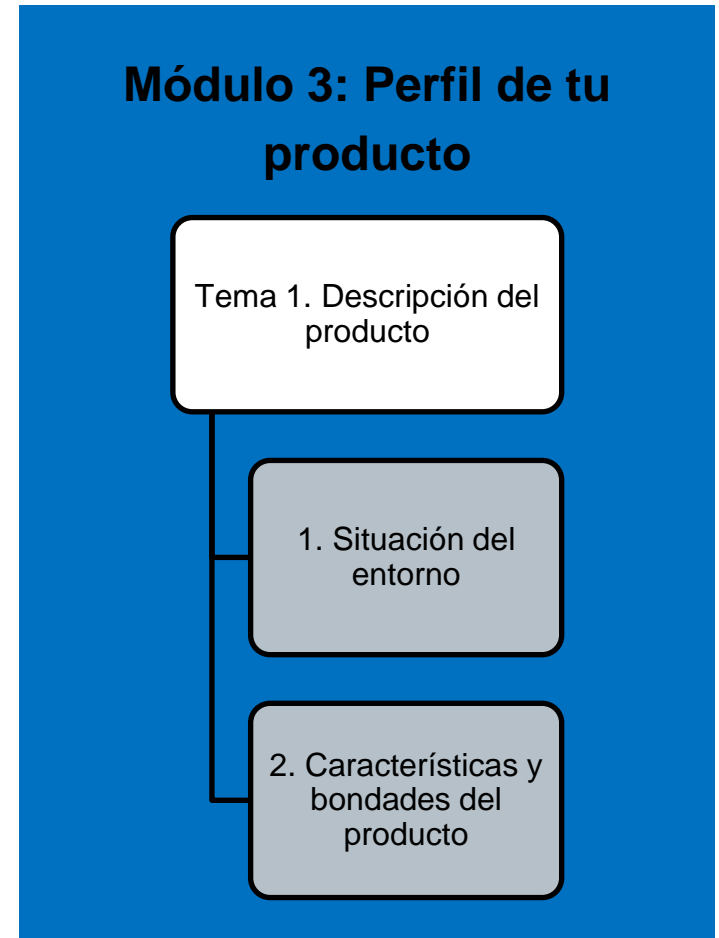 Módulo 3: Perfil de tu
producto
Tema 1. Descripción del
producto
1. Situación del
entorno
2. Características y
bondades del
producto